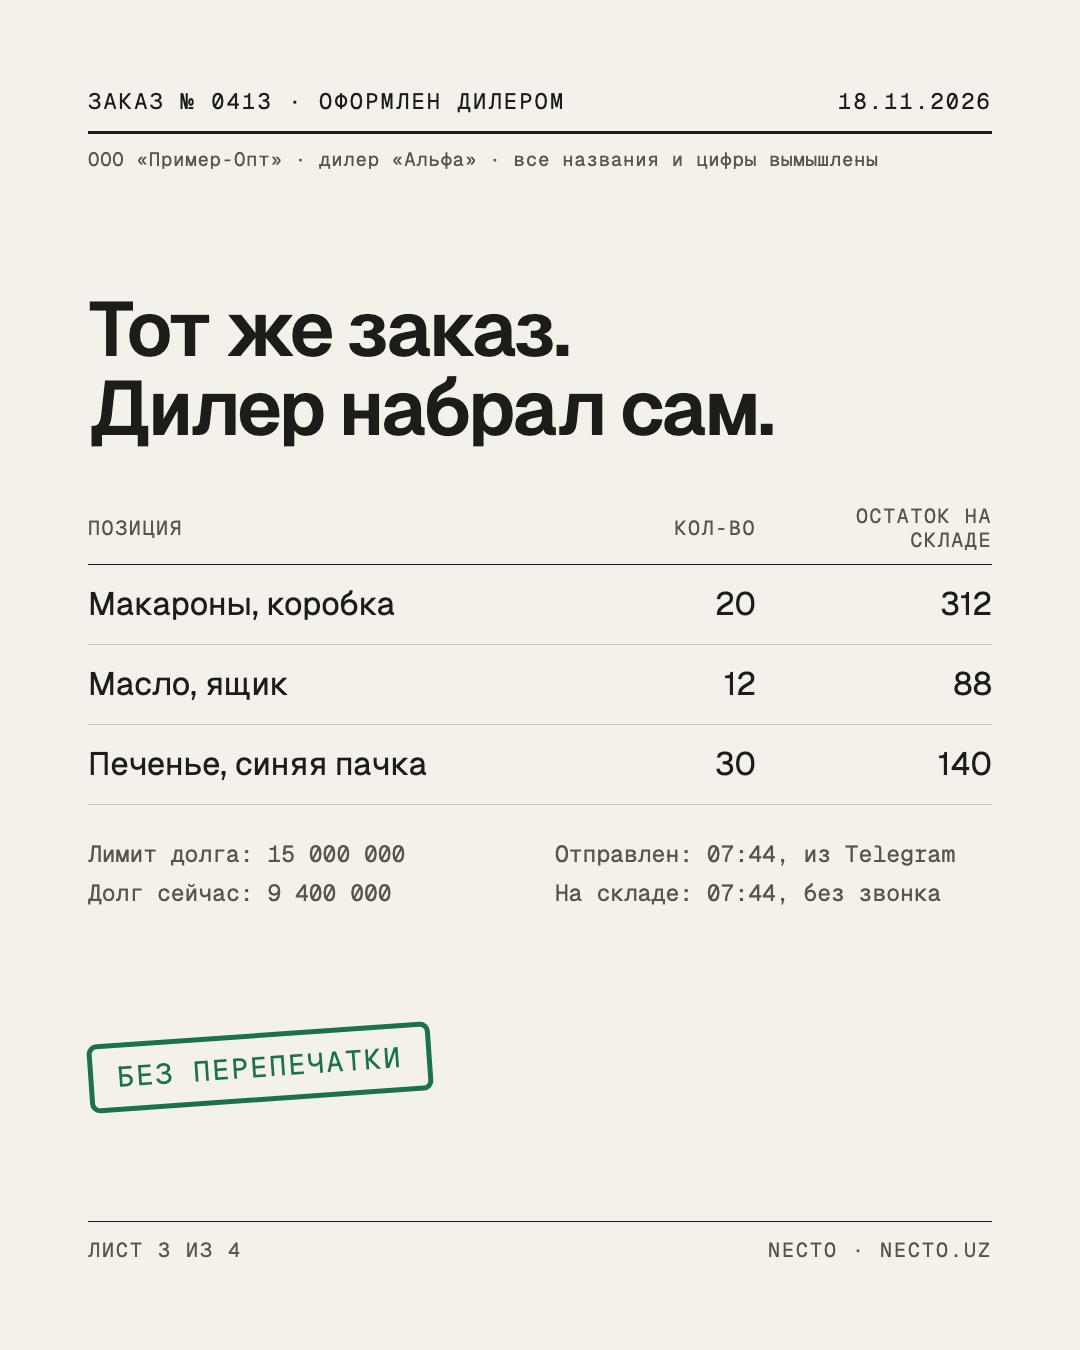 ЗАКАЗ № 0413 · ОФОРМЛЕН ДИЛЕРОМ 18.11.2026
ООО «Пример-Опт» · дилер «Альфа» · все названия и цифры вымышлены
Тот же заказ.
Дилер набрал сам.
ПОЗИЦИЯ КОЛ-ВО ОСТАТОК НА
СКЛАДЕ
Макароны, коробка 20 312
Масло, ящик 12 88
Печенье, синяя пачка 30 140
Лимит долга: 15 000 000 Отправлен: 07:44, из Telegram
Долг сейчас: 9 400 000 На складе: 07:44, без звонка
БЕЗ ПЕРЕПЕЧАТКИ
ЛИСТ 3 ИЗ 4 NECTO · NECTO.UZ